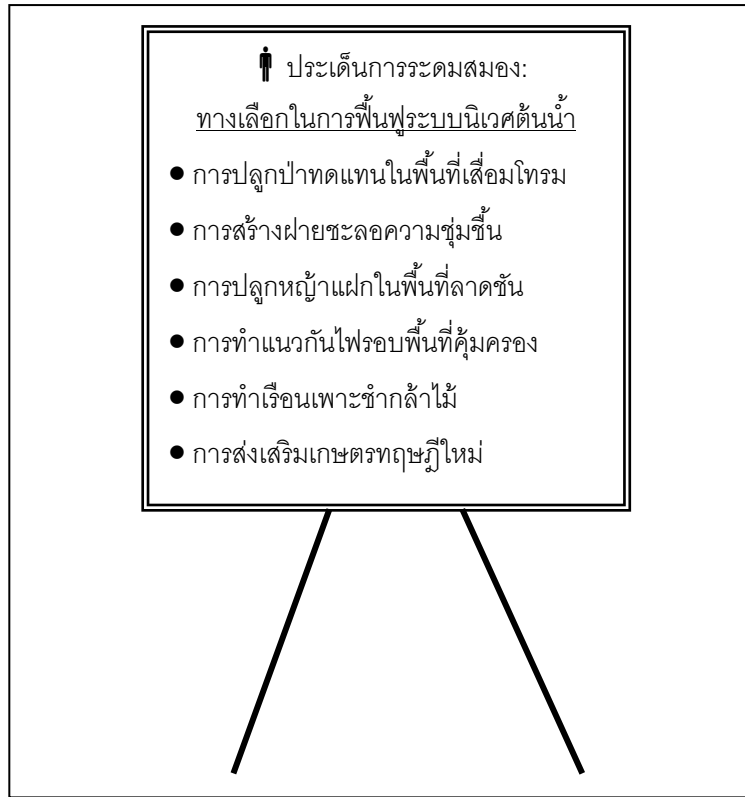 ประเด็นการระดมสมอง:
ทางเลือกในการฟื้นฟูระบบนิเวศต้นน้ำ
● การปลูกป่าทดแทนในพื้นที่เสื่อมโทรม
● การสร้างฝายชะลอความชุ่มชื้น
● การปลูกหญ้าแฝกในพื้นที่ลาดชัน
● การทำแนวกันไฟรอบพื้นที่คุ้มครอง
● การทำเรือนเพาะชำกล้าไม้
● การส่งเสริมเกษตรทฤษฎีใหม่